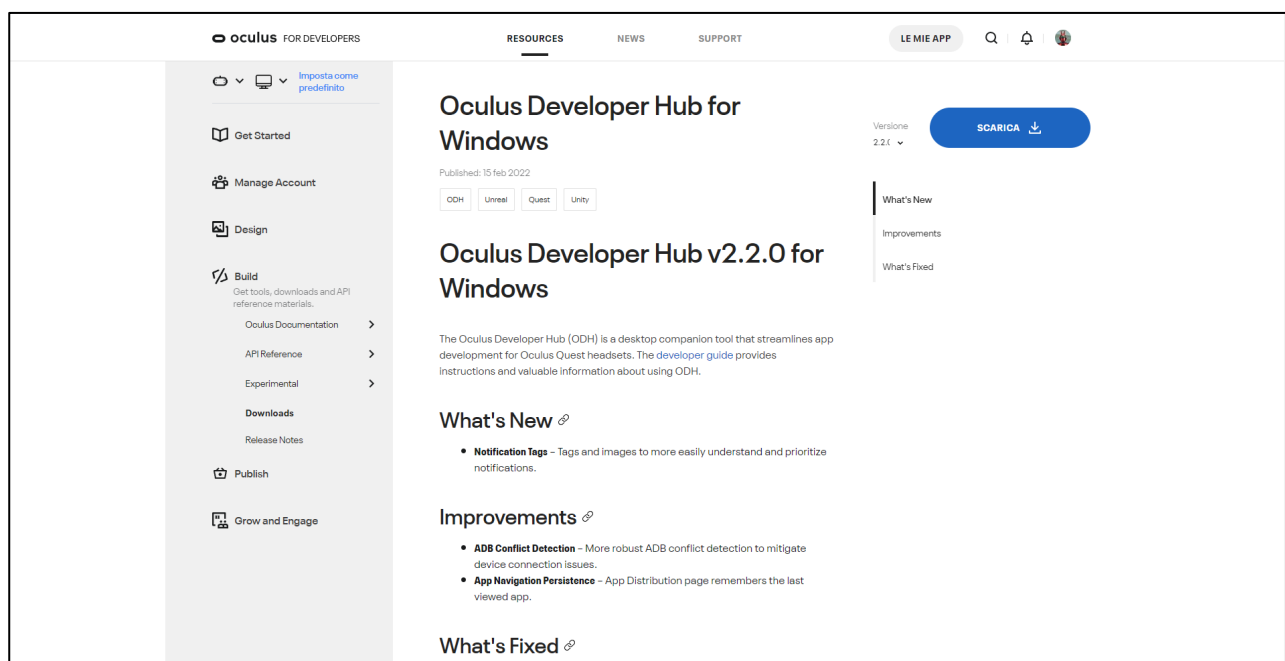 oculus FOR DEVELOPERS
RESOURCES
NEWS
SUPPORT
LE MIE APP
Imposta come
predefinito
Get Started
Manage Account
Design
Build
Get tools, downloads and API
reference materials.
Oculus Documentation
API Reference
Experimental
Downloads
Release Notes
Publish
Grow and Engage
Oculus Developer Hub for
Windows
Published: 15 feb 2022
ODH
Unreal
Quest
Unity
Oculus Developer Hub v2.2.0 for
Windows
The Oculus Developer Hub (ODH) is a desktop companion tool that streamlines app
development for Oculus Quest headsets. The developer guide provides
instructions and valuable information about using ODH.
What's New
• Notification Tags – Tags and images to more easily understand and prioritize
notifications.
Improvements
• ADB Conflict Detection – More robust ADB conflict detection to mitigate
device connection issues.
• App Navigation Persistence – App Distribution page remembers the last
viewed app.
What's Fixed
Versione
SCARICA
What's New
Improvements
What's Fixed